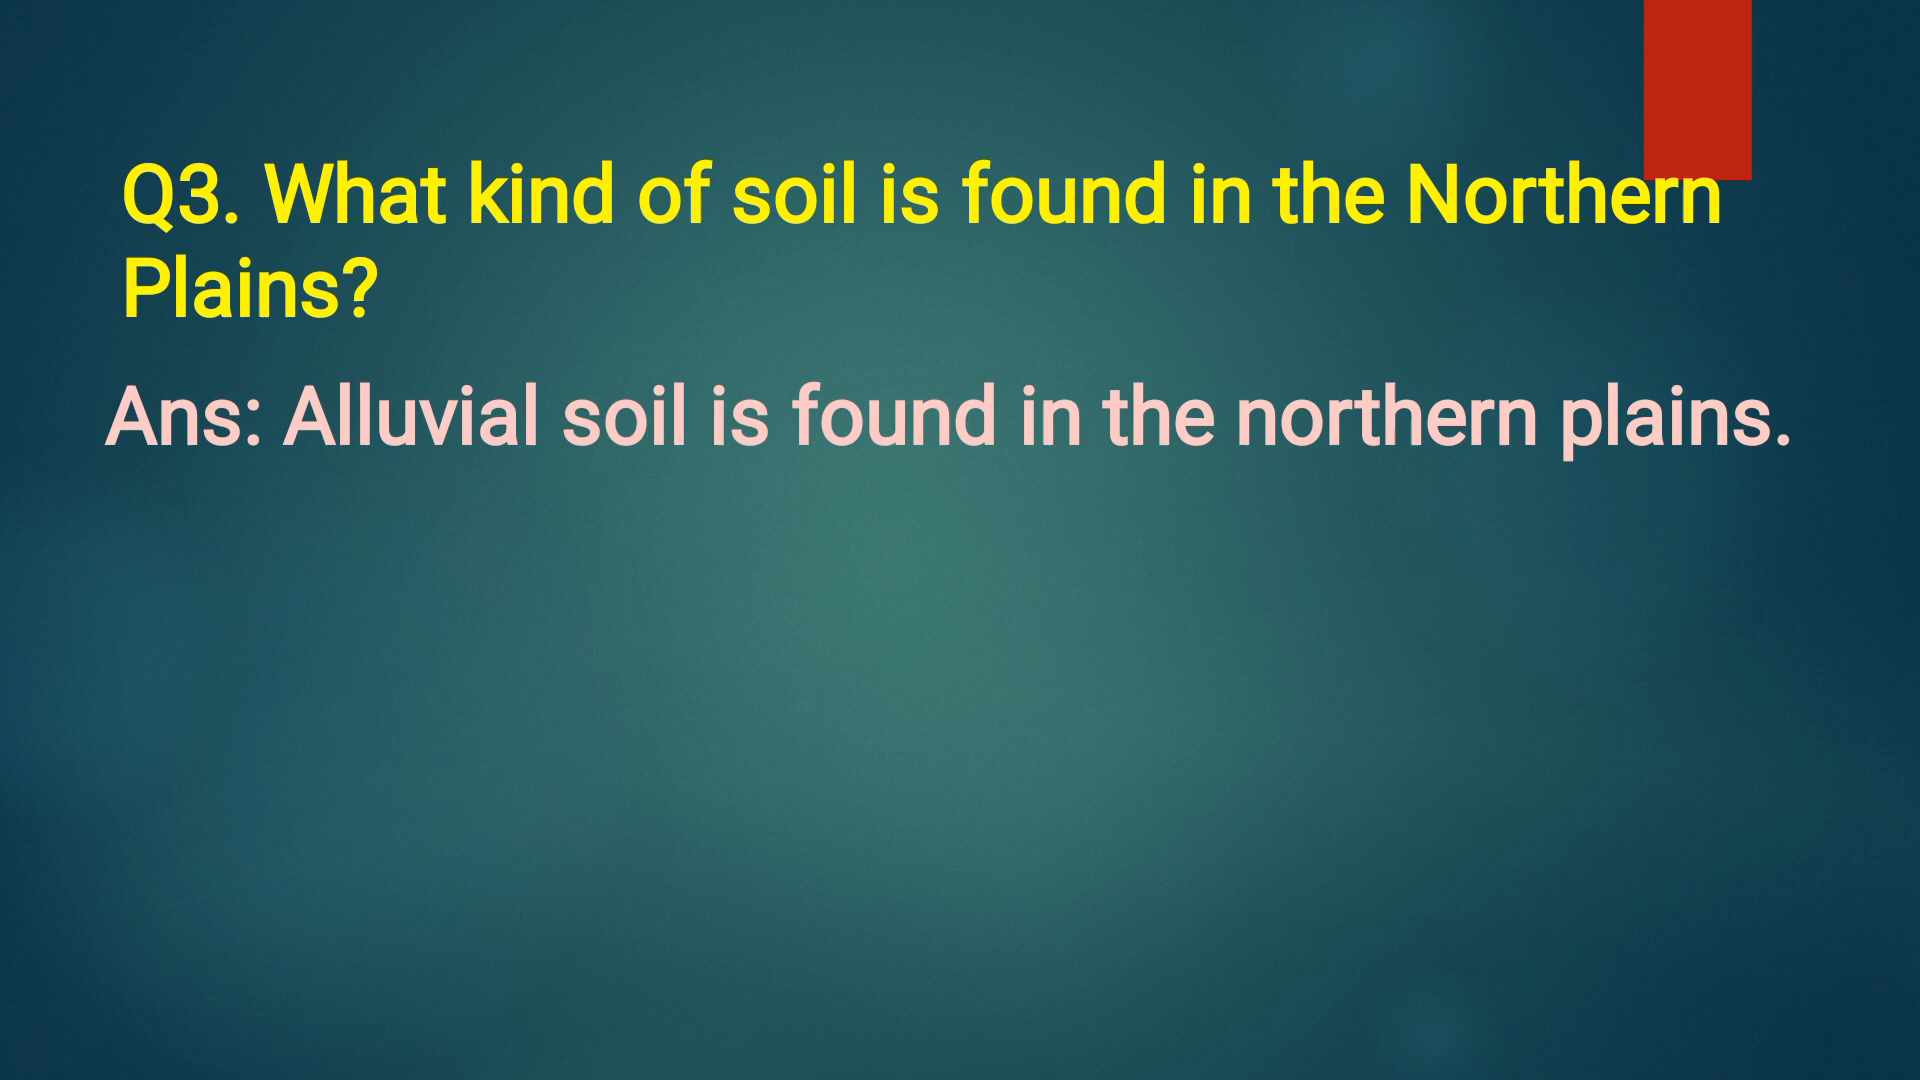 Q3. What kind of soil is found in the Northern
Plains?
Ans: Alluvial soil is found in the northern plains.